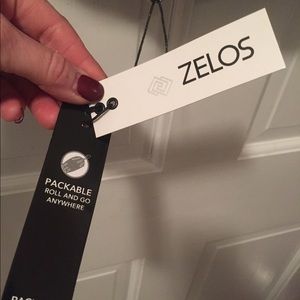 ZELOS
PACKABLE
ROLL AND GO
ANYWHERE